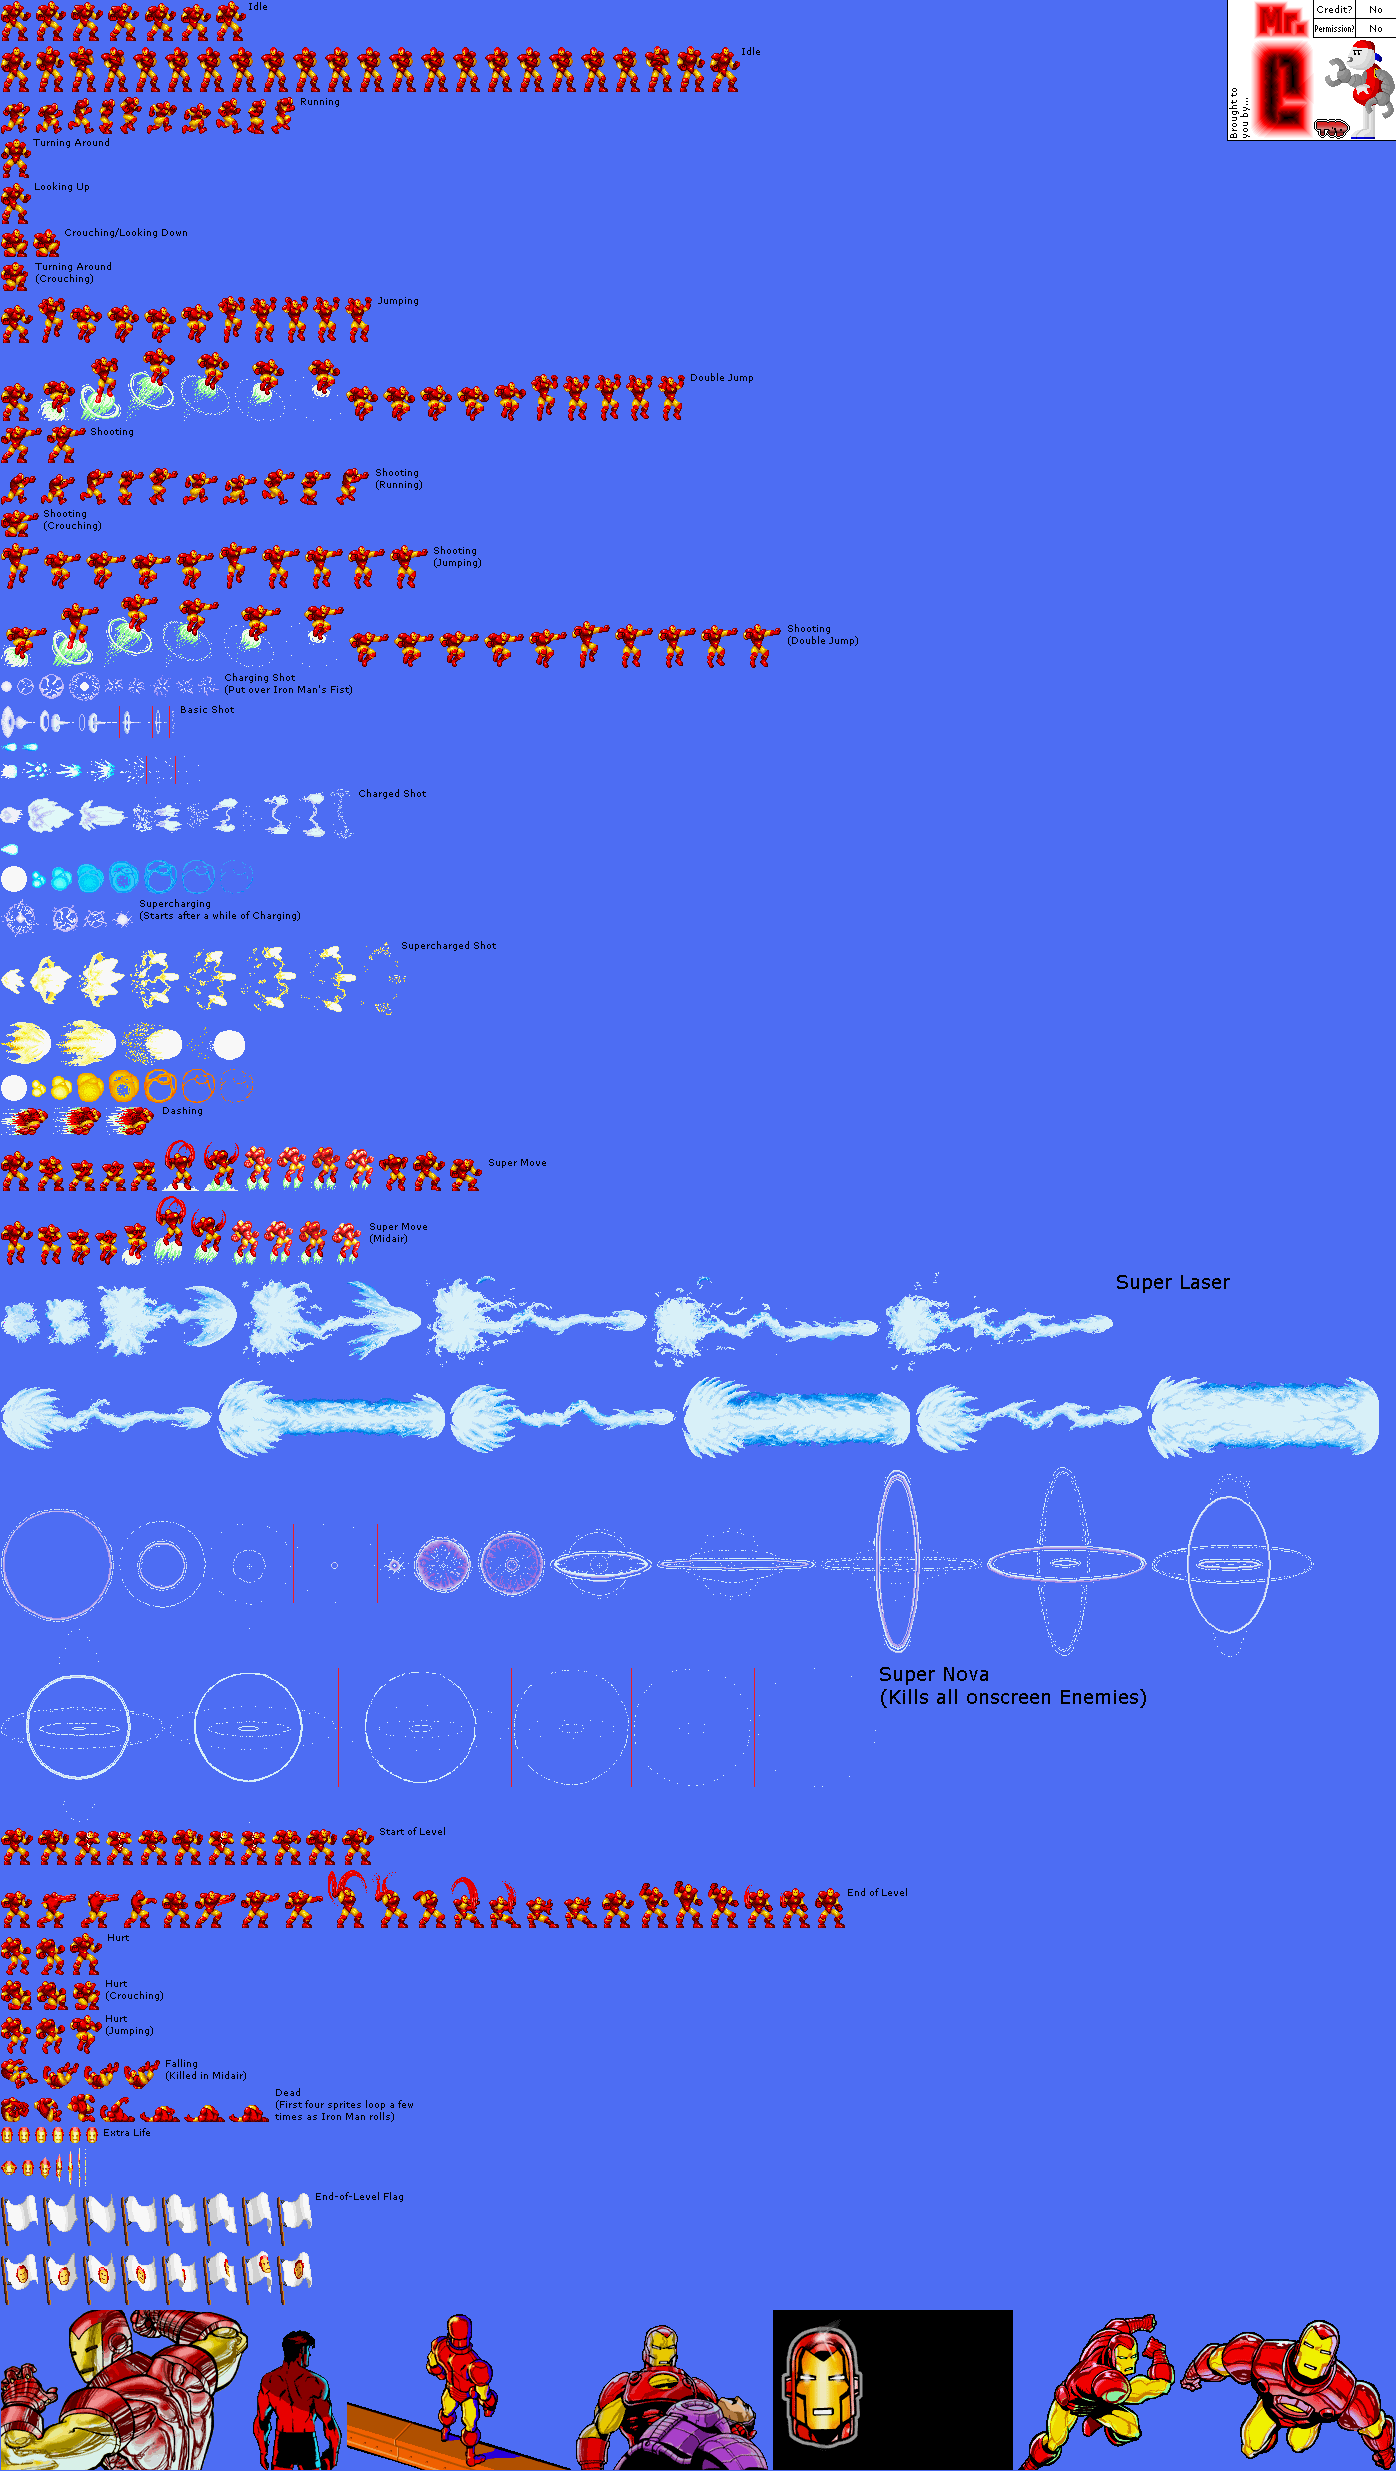 Idle
Mr.
C
Credit? No
Permission? No
Brought to
you by...
Idle
Running
Turning Around
Looking Up
Crouching/Looking Down
Turning Around
(Crouching)
Jumping
Double Jump
Shooting
Shooting
(Running)
Shooting
(Crouching)
Shooting
(Jumping)
Shooting
(Double Jump)
Charging Shot
(Put over Iron Man's Fist)
Basic Shot
Charged Shot
Supercharging
(Starts after a while of Charging)
Supercharged Shot
Dashing
Super Move
Super Move
(Midair)
Super Laser
Super Nova
(Kills all onscreen Enemies)
Start of Level
End of Level
Hurt
Hurt
(Crouching)
Hurt
(Jumping)
Falling
(Killed in Midair)
Dead
(First four sprites loop a few
times as Iron Man rolls)
Extra Life
End-of-Level Flag